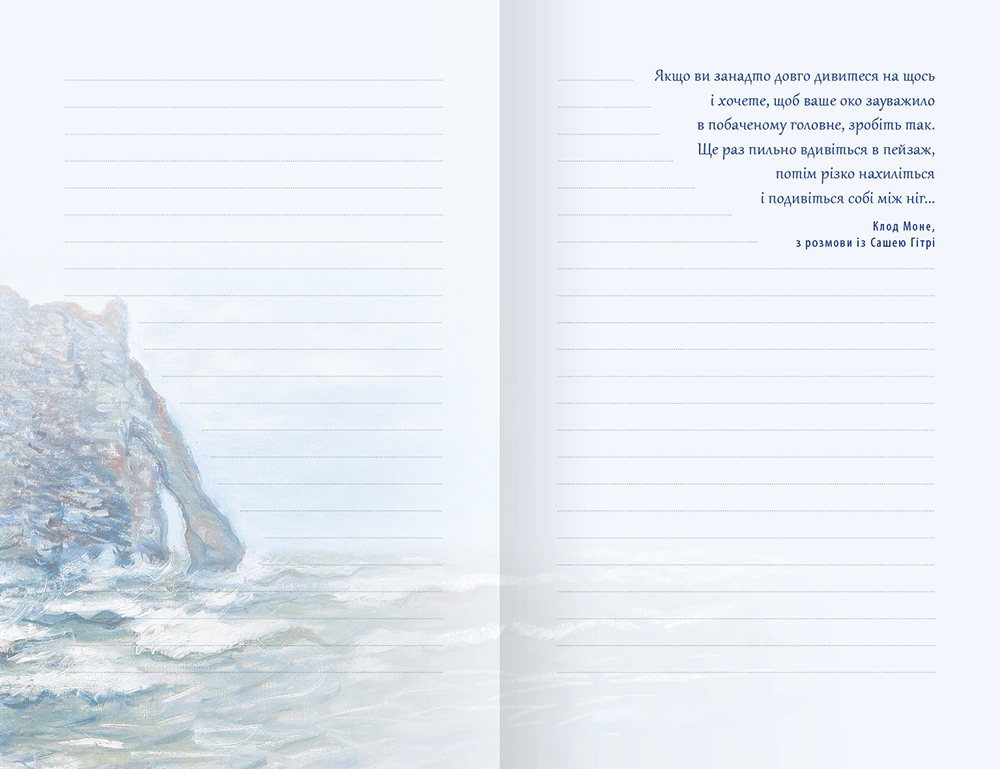 Якщо ви занадто довго дивитеся на щось
і хочете, щоб ваше око зауважило
в побаченому головне, зробіть так.
Ще раз пильно вдивіться в пейзаж,
потім різко нахиліться
і подивіться собі між ніг...
Клод Моне,
з розмови із Сашею Гітрі